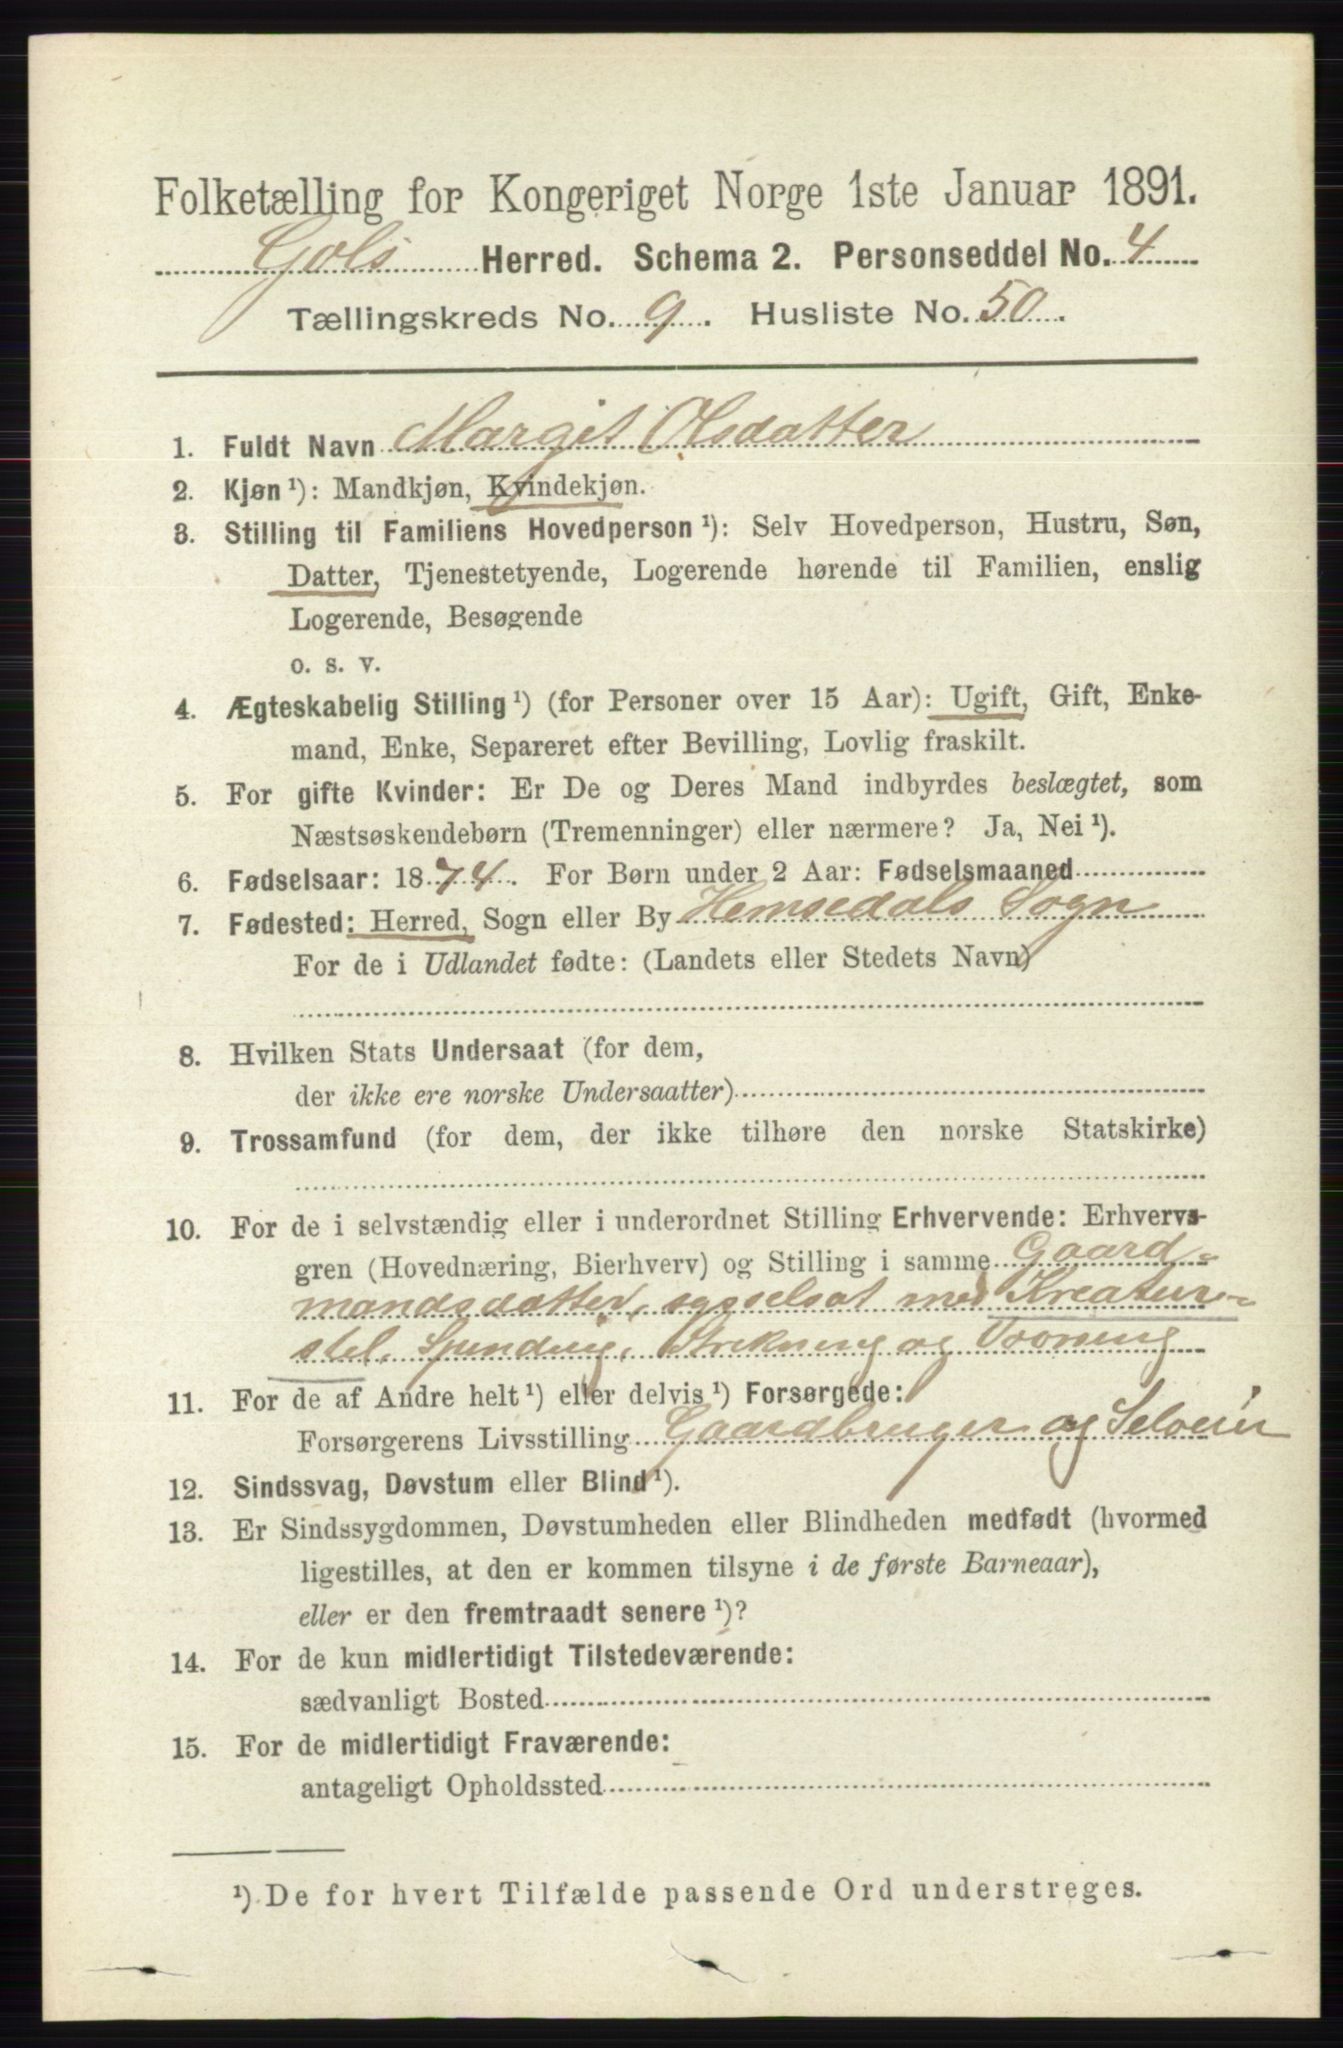 Folketælling for Kongeriget Norge 1ste Januar 1891.
Gols Herred. Schema 2. Personseddel No. 4
Tællingskreds No. 9. Husliste No. 50.
1. Fuldt Navn Margit Olsdatter
2. Kjøn ¹): Mandkjøn, Kvindekjøn.
3. Stilling til Familiens Hovedperson ¹): Selv Hovedperson, Hustru, Søn,
Datter, Tjenestetyende, Logerende hørende til Familien, enslig
Logerende, Besøgende
o. s. v.
4. Ægteskabelig Stilling ¹) (for Personer over 15 Aar): Ugift, Gift, Enke-
mand, Enke, Separeret efter Bevilling, Lovlig fraskilt.
5. For gifte Kvinder: Er De og Deres Mand indbyrdes beslægtet, som
Næstsøskendebørn (Tremenninger) eller nærmere? Ja, Nei ¹).
6. Fødselsaar: 1874. For Børn under 2 Aar: Fødselsmaaned
7. Fødested: Herred, Sogn eller By Hemsedals Sogn
For de i Udlandet fødte: (Landets eller Stedets Navn)
8. Hvilken Stats Undersaat (for dem,
der ikke ere norske Undersaatter)
9. Trossamfund (for dem, der ikke tilhøre den norske Statskirke)
10. For de i selvstændig eller i underordnet Stilling Erhvervende: Erhvervs-
gren (Hovednæring, Bierhverv) og Stilling i samme Gaard-
mandsdatter, sysselsat med Kreatur-
stel, Spinding, Strikning og Vævning
11. For de af Andre helt ¹) eller delvis ¹) Forsørgede:
Forsørgerens Livsstilling Gaardbruger og Selveier
12. Sindssvag, Døvstum eller Blind ¹).
13. Er Sindssygdommen, Døvstumheden eller Blindheden medfødt (hvormed
ligestilles, at den er kommen tilsyne i de første Barneaar),
eller er den fremtraadt senere ¹)?
14. For de kun midlertidigt Tilstedeværende:
sædvanligt Bosted
15. For de midlertidigt Fraværende:
antageligt Opholdssted
¹) De for hvert Tilfælde passende Ord understreges.